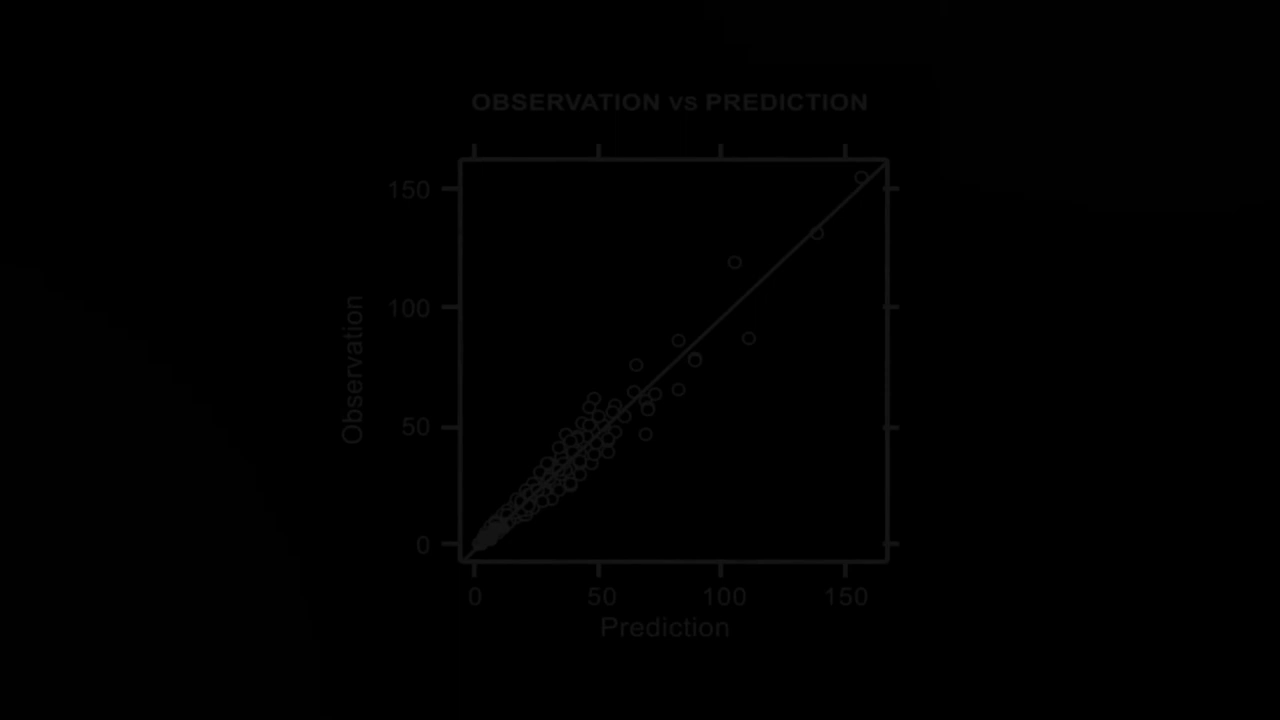 OBSERVATION VS PREDICTION
150
100
50
0
Observation
0 50 100 150
Prediction